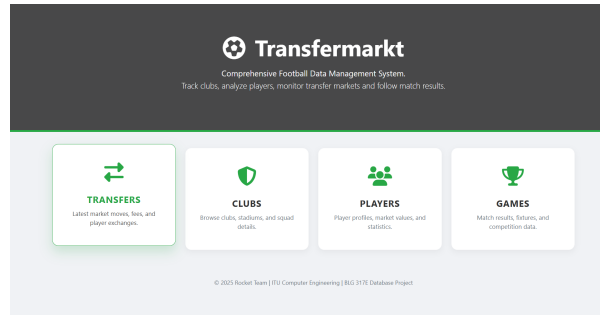 Transfermarkt
Comprehensive Football Data Management System.
Track clubs, analyze players, monitor transfer markets and follow match results.
TRANSFERS
Latest market moves, fees, and
player exchanges.
CLUBS
Browse clubs, stadiums, and squad
details.
PLAYERS
Player profiles, market values, and
statistics.
GAMES
Match results, fixtures, and
competition data.
© 2025 Rocket Team | ITU Computer Engineering | BLG 317E Database Project